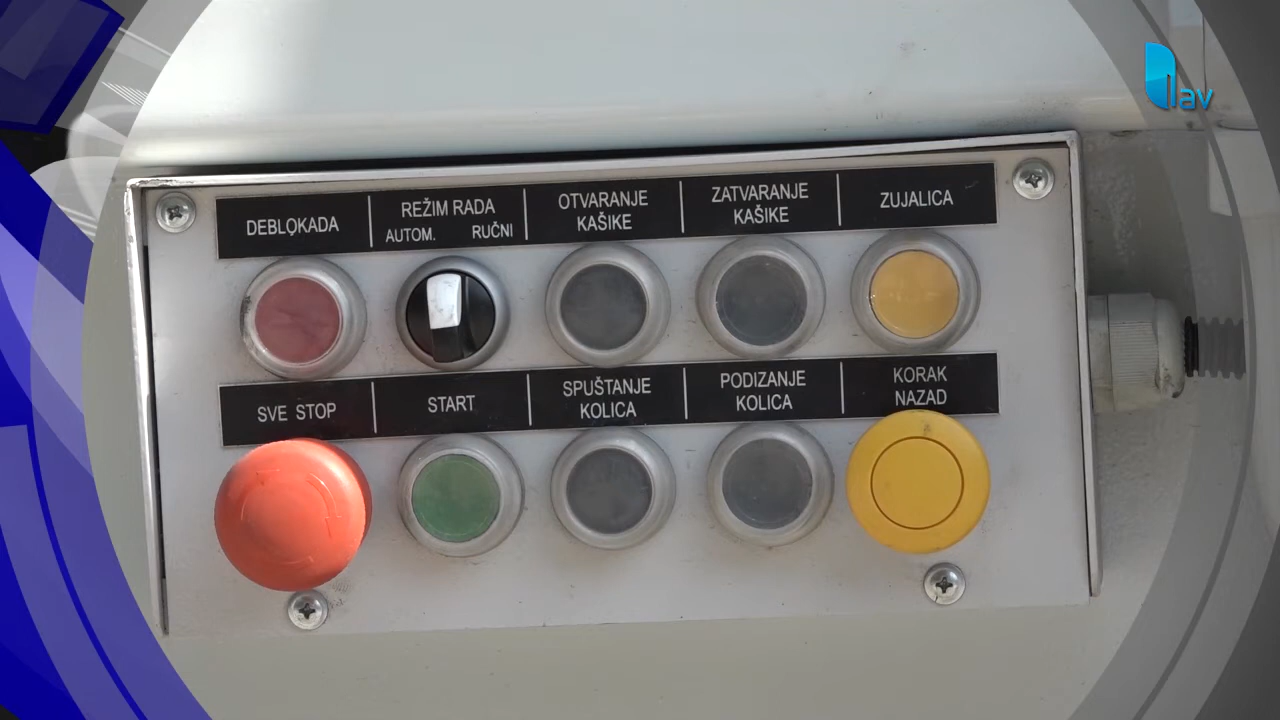 lav
DEBLOKADA
REŽIM RADA
AUTOM. RUČNI
OTVARANJE
KAŠIKE
ZATVARANJE
KAŠIKE
ZUJALICA
SVE STOP
START
SPUŠTANJE
KOLICA
PODIZANJE
KOLICA
KORAK
NAZAD